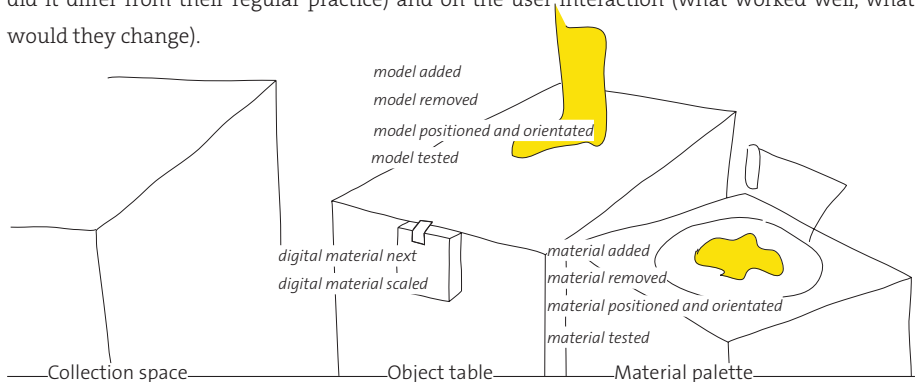 did it differ from their regular practice) and on the user interaction (what worked well, what
would they change).
model added
model removed
model positioned and orientated
model tested
digital material next
digital material scaled
material added
material removed
material positioned and orientated
material tested
Collection space
Object table
Material palette